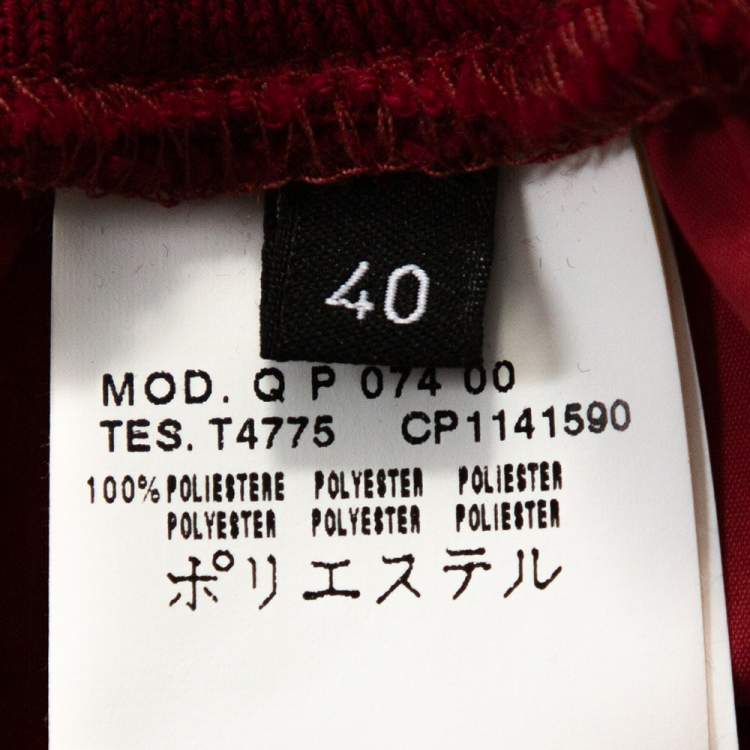 40
MOD. Q P 074 00
TES. T4775 CP1141590
100% POLIESTERE POLYESTER POLIESTER
POLYESTER POLYESTER POLIESTER
ポリエステル